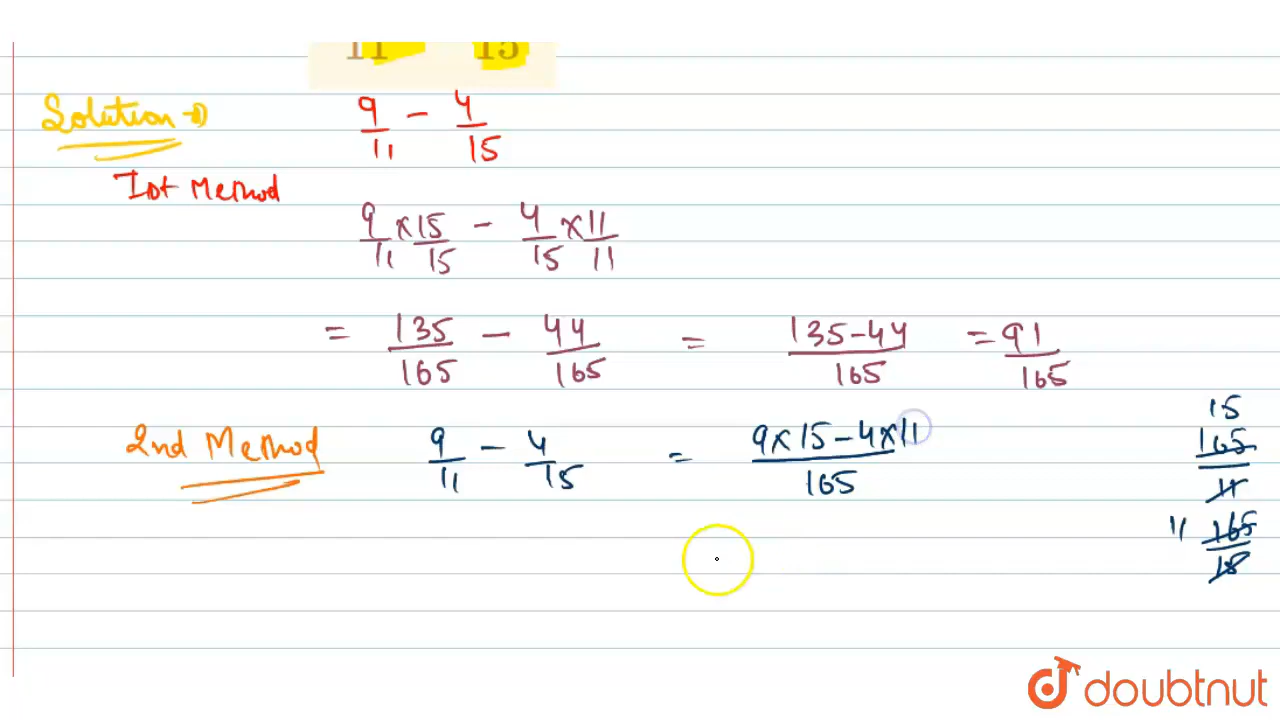 11 15
Solution →
9/11 - 4/15
Ist Method
9/11 × 15/15 - 4/15 × 11/11
= 135/165 - 44/165 = 135-44/165 = 91/165
2nd Method 9/11 - 4/15 = 9×15-4×11/165
15
165/11
11 165/15
doubtnut